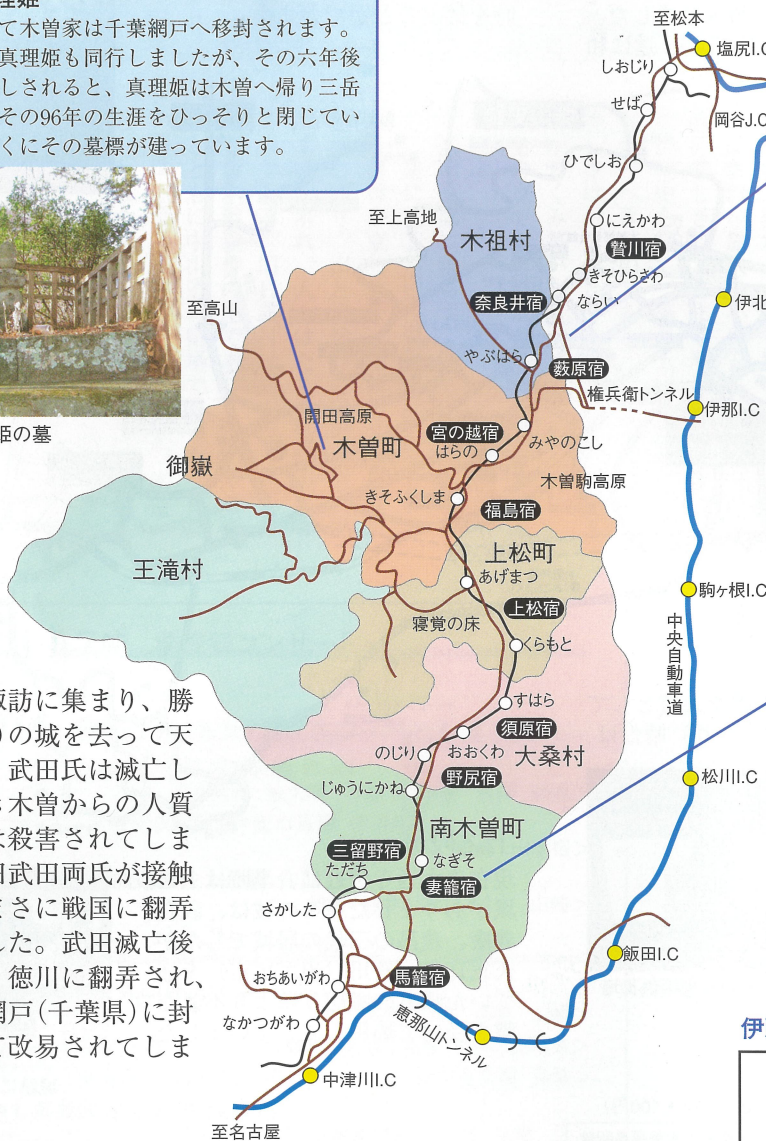 理姫
て木曽家は千葉網戸へ移封されます。
真理姫も同行しましたが、その六年後
しされると、真理姫は木曽へ帰り三岳
その96年の生涯をひっそりと閉じてい
くにその墓標が建っています。
姫の墓
至松本
塩尻I.C
しおじり
せば
岡谷J.C
ひでしお
至上高地
木祖村
にえかわ
贄川宿
きそひらさわ
奈良井宿
ならい
伊北
至高山
やぶはら
薮原宿
権兵衛トンネル
伊那I.C
開田高原
木曽町
宮の越宿
はらの
みやのこし
御嶽
きそふくしま
木曽駒高原
福島宿
上松町
王滝村
あげまつ
駒ヶ根I.C
上松宿
寝覚の床
くらもと
中央自動車道
すはら
須原宿
おおくわ
大桑村
のじり
野尻宿
じゅうにかね
松川I.C
南木曽町
三留野宿
なぎそ
ただち
妻籠宿
さかした
飯田I.C
おちあいがわ
馬籠宿
なかつがわ
恵那山トンネル
中津川I.C
至名古屋
諏訪に集まり、勝
りの城を去って天
武田氏は滅亡し
木曽からの人質
は殺害されてしま
田武田両氏が接触
まさに戦国に翻弄
した。武田滅亡後
徳川に翻弄され、
網戸(千葉県)に封
て改易されてしま
伊